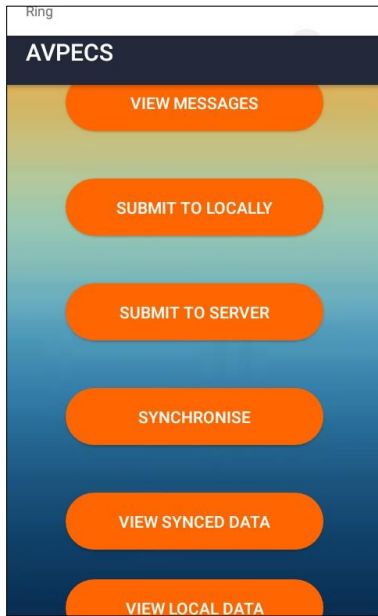 Ring
AVPECS
VIEW MESSAGES
SUBMIT TO LOCALLY
SUBMIT TO SERVER
SYNCHRONISE
VIEW SYNCED DATA
VIEW LOCAL DATA